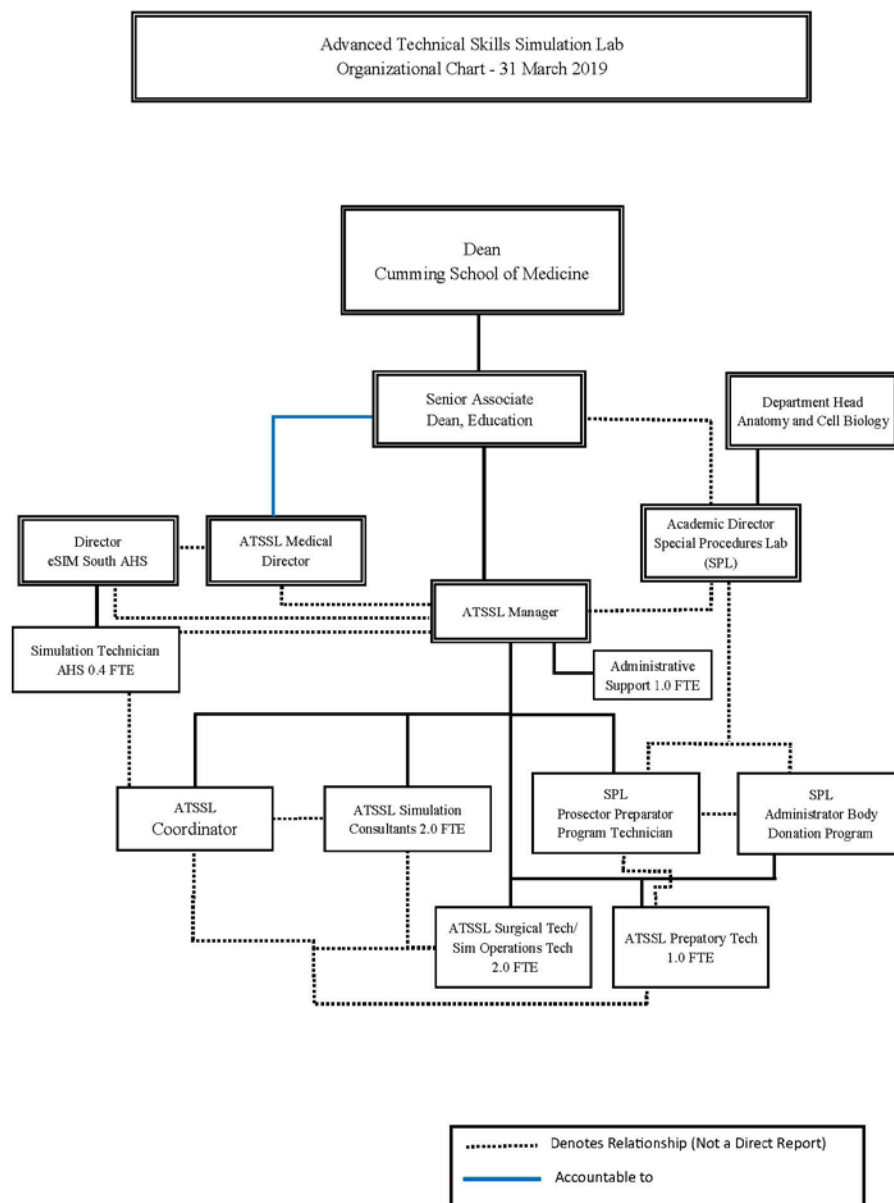 Advanced Technical Skills Simulation Lab
Organizational Chart - 31 March 2019
Dean
Cumming School of Medicine
Senior Associate
Dean, Education
Department Head
Anatomy and Cell Biology
Director
eSIM South AHS
ATSSL Medical
Director
Academic Director
Special Procedures Lab
(SPL)
ATSSL Manager
Simulation Technician
AHS 0.4 FTE
Administrative
Support 1.0 FTE
ATSSL
Coordinator
ATSSL Simulation
Consultants 2.0 FTE
SPL
Prosector Preparator
Program Technician
SPL
Administrator Body
Donation Program
ATSSL Surgical Tech/
Sim Operations Tech
2.0 FTE
ATSSL Prepatory Tech
1.0 FTE
Denotes Relationship (Not a Direct Report)
Accountable to